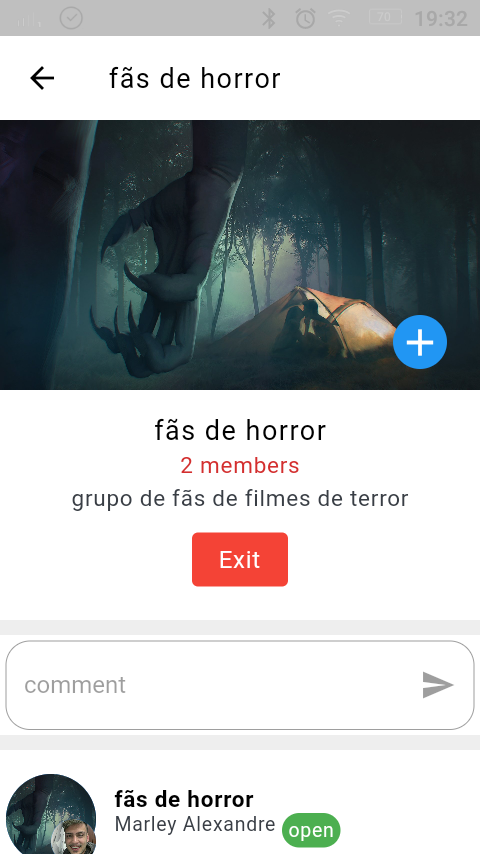 70 19:32
fãs de horror
fãs de horror
2 members
grupo de fãs de filmes de terror
Exit
comment
fãs de horror
Marley Alexandre open